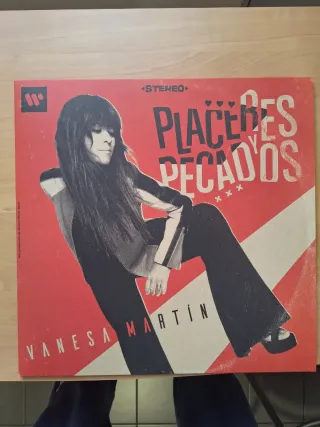 STEREO
PLACERES
Y
PECADOS
VANESA MARTÍN